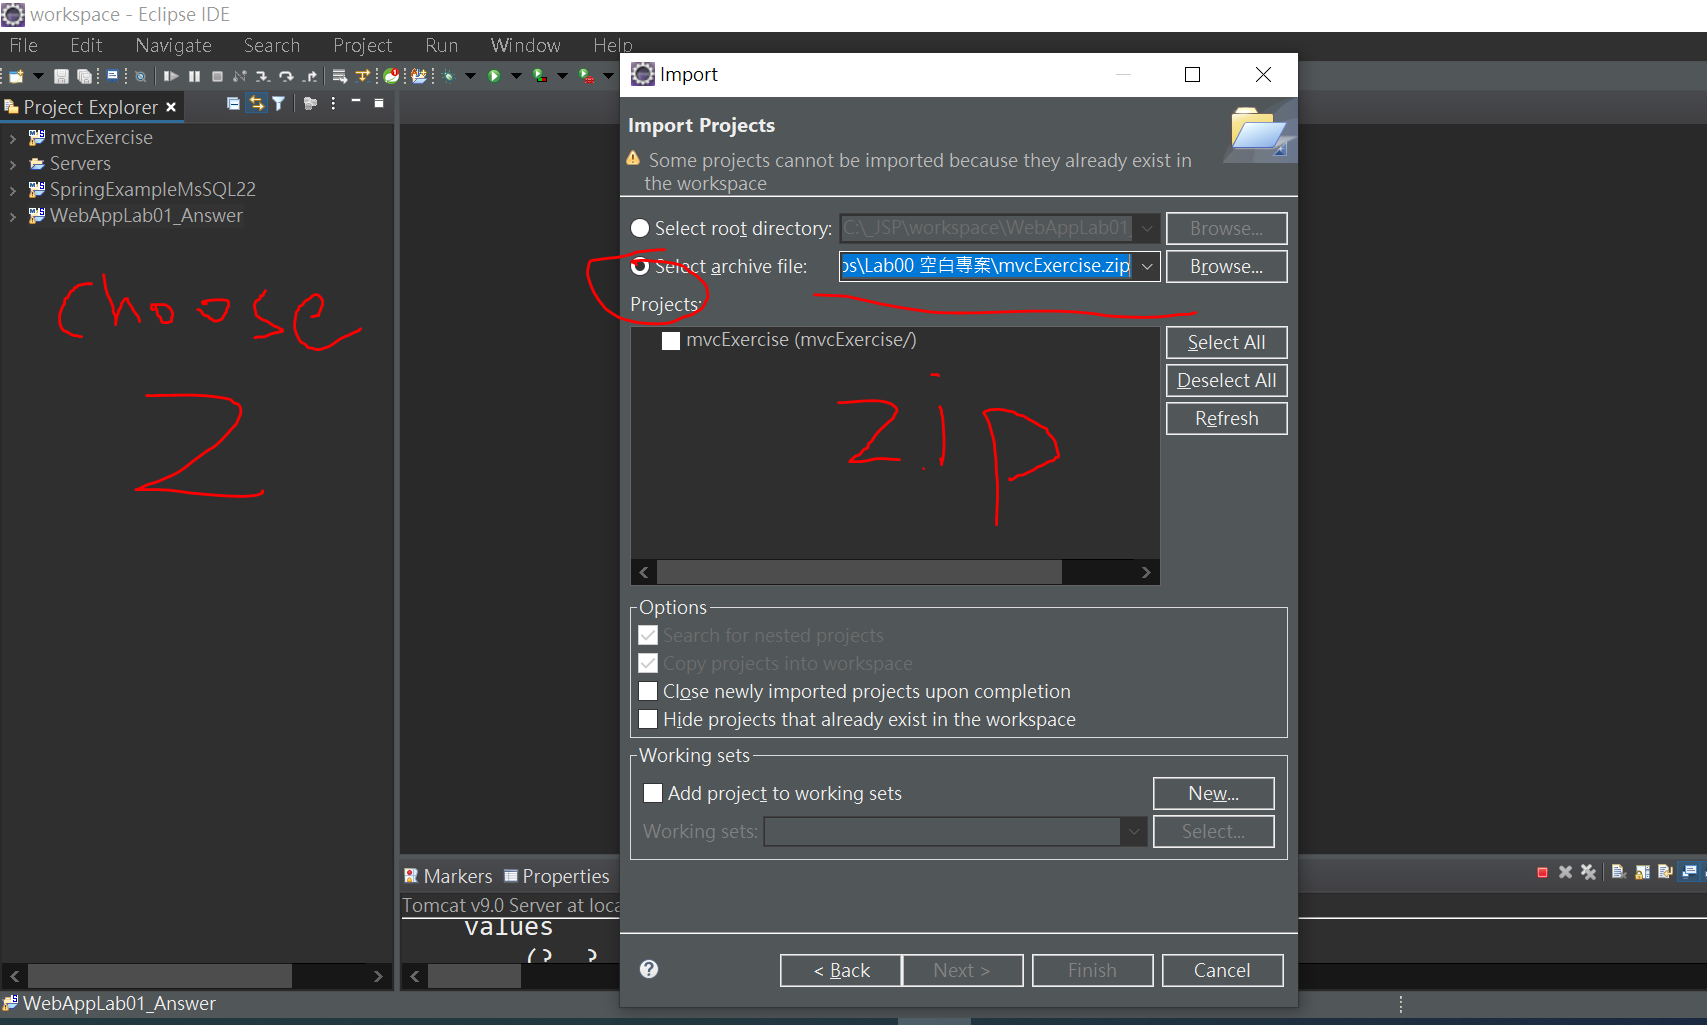 workspace - Eclipse IDE
File Edit Navigate Search Project Run Window Help
Project Explorer
mvcExercise
Servers
SpringExampleMsSQL22
WebAppLab01_Answer
choose
2
Import
Import Projects
Some projects cannot be imported because they already exist in
the workspace
Select root directory: C:\_JSP\workspace\WebAppLab01_ Browse...
Select archive file: os\Lab00 空白專案\mvcExercise.zip Browse...
Projects:
mvcExercise (mvcExercise/)
Select All
Deselect All
Refresh
zip
Options
Search for nested projects
Copy projects into workspace
Close newly imported projects upon completion
Hide projects that already exist in the workspace
Working sets
Add project to working sets New...
Working sets: Select...
< Back Next > Finish Cancel
Markers Properties
Tomcat v9.0 Server at loca
values
(?, ?
WebAppLab01_Answer